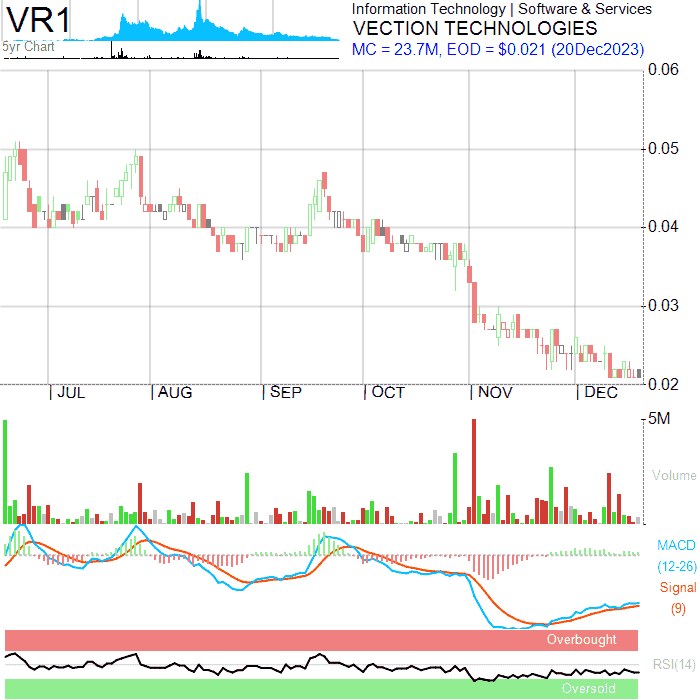 VR1
5yr Chart
Information Technology | Software & Services
VECTION TECHNOLOGIES
MC = 23.7M, EOD = $0.021 (20Dec2023)
0.06
0.05
0.04
0.03
0.02
JUL AUG SEP OCT NOV DEC
5M
Volume
MACD
(12-26)
Signal
(9)
Overbought
RSI(14)
Oversold